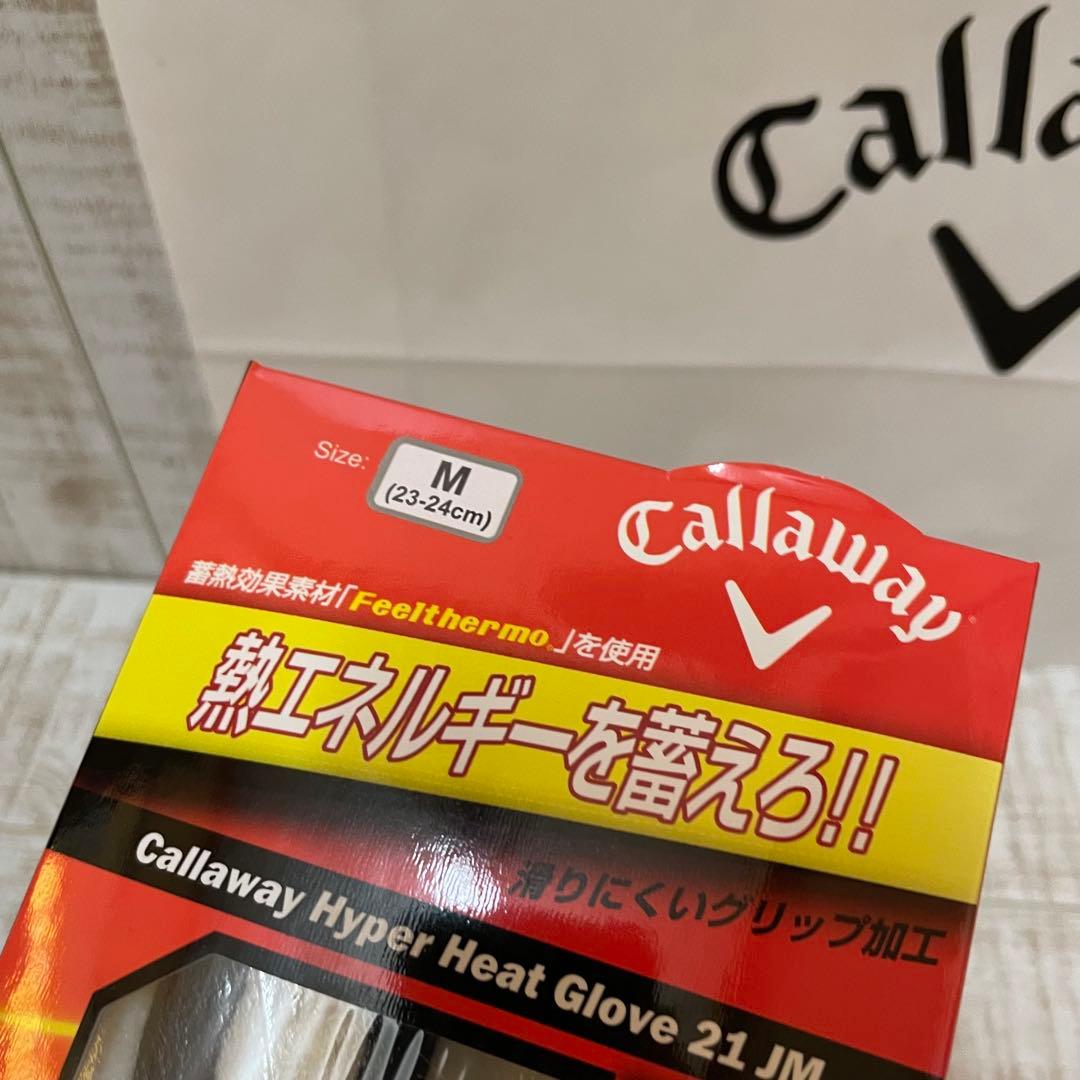 Calla
Size:
M
(23-24cm)
Callaway
蓄熱効果素材「Feelthermo®」を使用
熱エネルギーを蓄えろ!!
滑りにくいグリップ加工
Callaway Hyper Heat Glove 21 JM